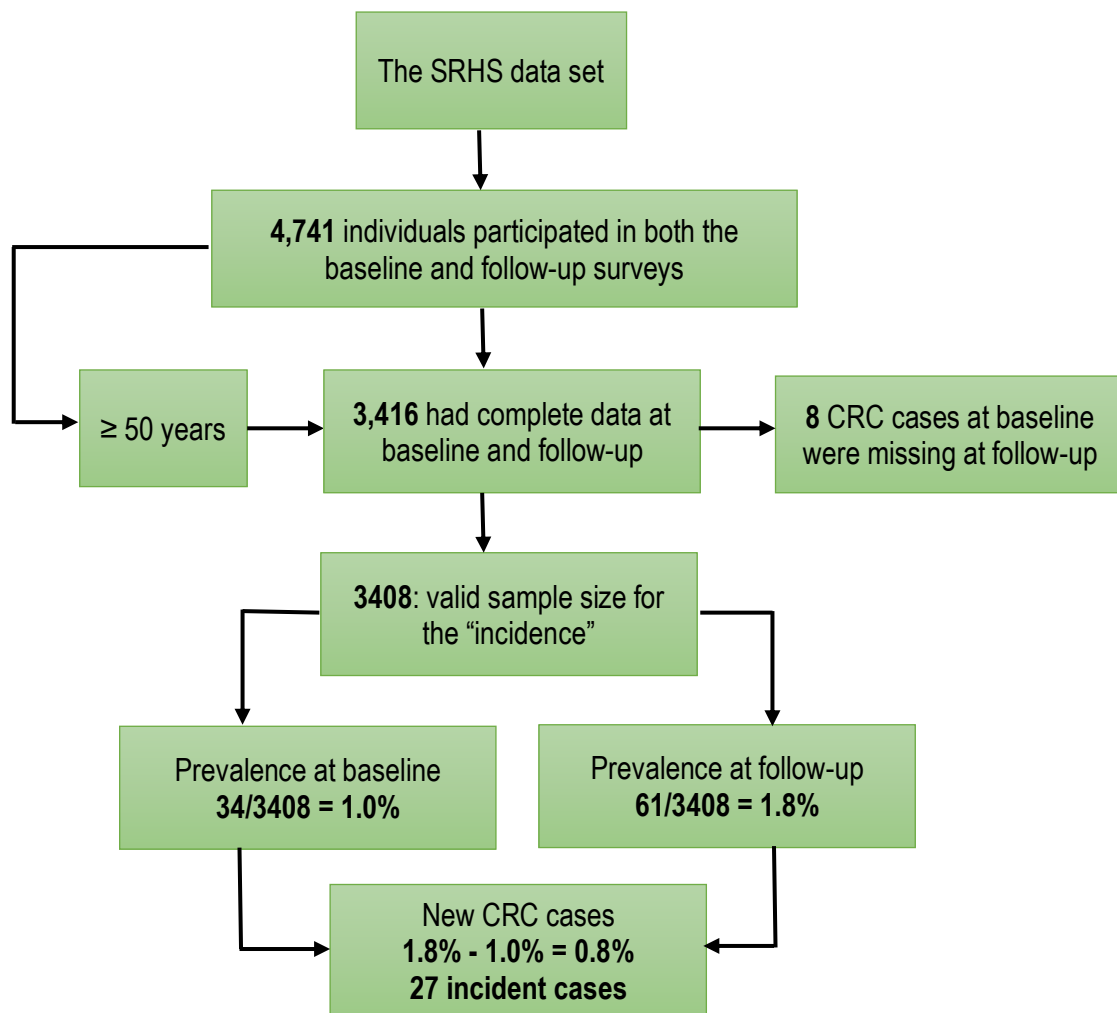 The SRHS data set
4,741 individuals participated in both the
baseline and follow-up surveys
≥ 50 years
3,416 had complete data at
baseline and follow-up
8 CRC cases at baseline
were missing at follow-up
3408: valid sample size for
the “incidence”
Prevalence at baseline
34/3408 = 1.0%
Prevalence at follow-up
61/3408 = 1.8%
New CRC cases
1.8% - 1.0% = 0.8%
27 incident cases